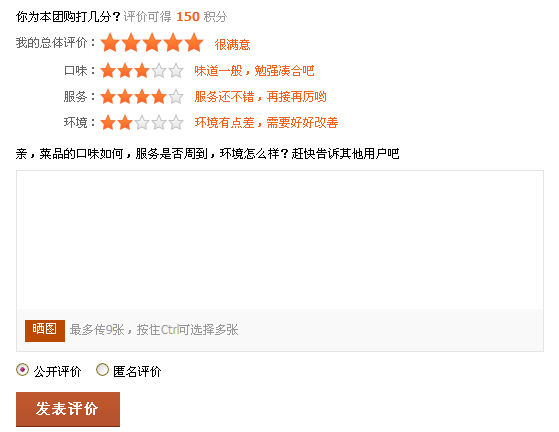 你为本团购打几分？评价可得 150 积分
我的总体评价： 很满意
口味： 味道一般，勉强凑合吧
服务： 服务还不错，再接再厉哟
环境： 环境有点差，需要好好改善
亲，菜品的口味如何，服务是否周到，环境怎么样？赶快告诉其他用户吧
晒图 最多传9张，按住Ctrl可选择多张
公开评价 匿名评价
发表评价